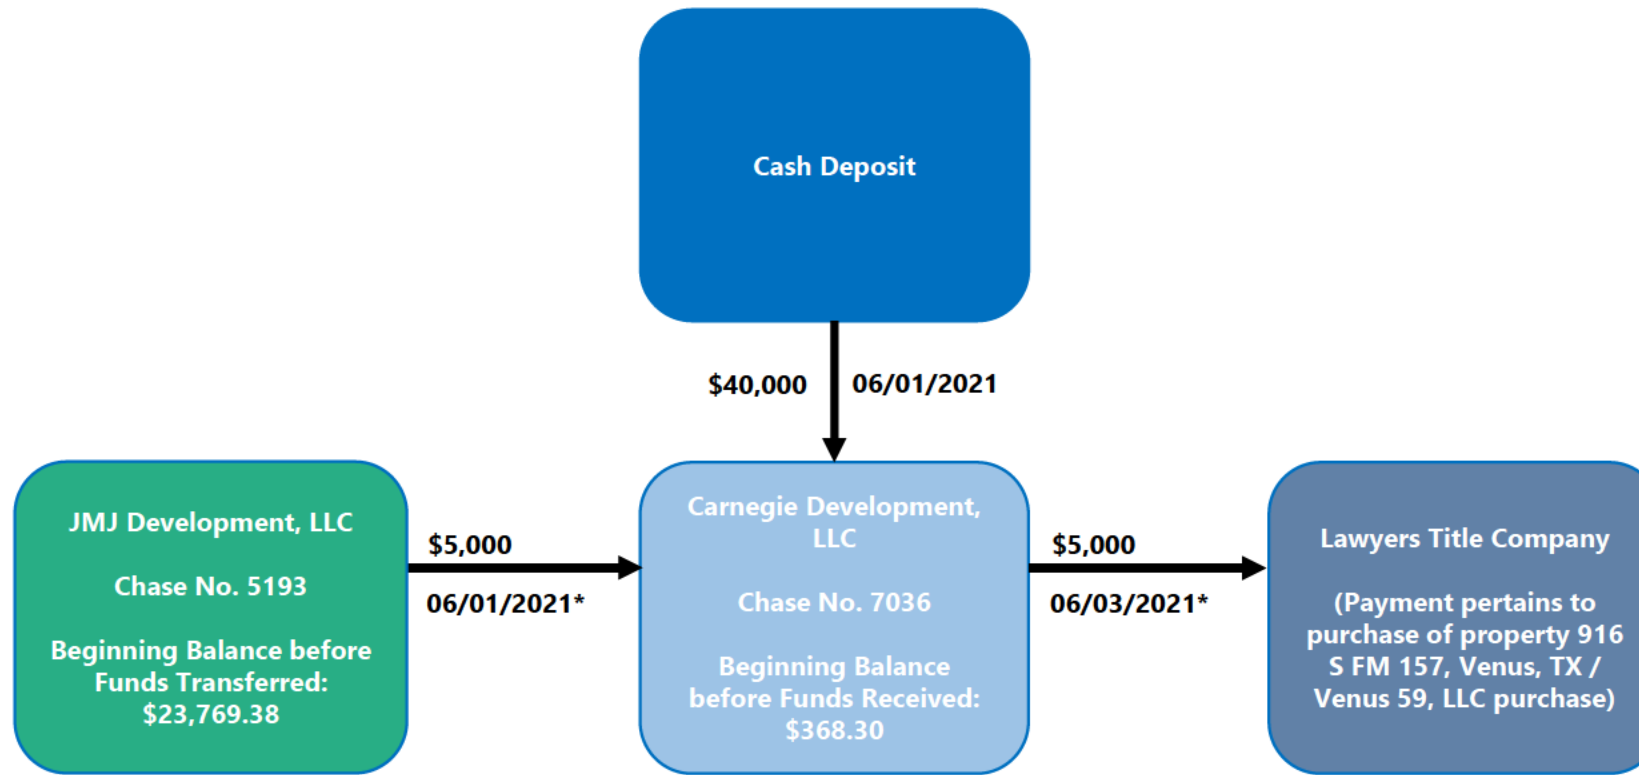 Cash Deposit
$40,000
06/01/2021
JMJ Development, LLC
Chase No. 5193
Beginning Balance before
Funds Transferred:
$23,769.38
$5,000
06/01/2021*
Carnegie Development,
LLC
Chase No. 7036
Beginning Balance
before Funds Received:
$368.30
$5,000
06/03/2021*
Lawyers Title Company
(Payment pertains to
purchase of property 916
S FM 157, Venus, TX /
Venus 59, LLC purchase)